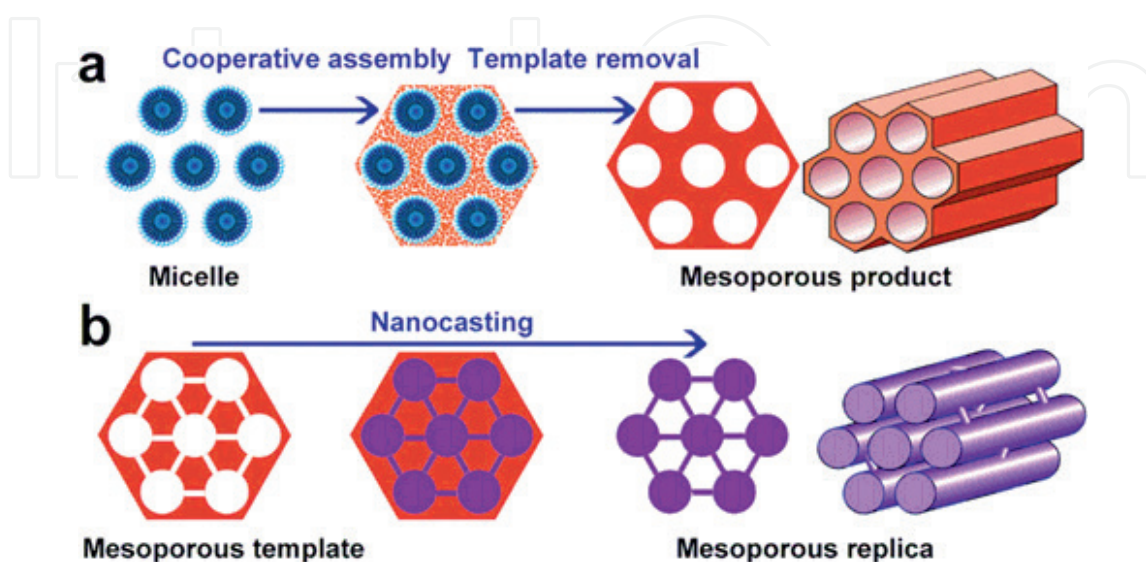 a
Cooperative assembly Template removal
Micelle
Mesoporous product
b
Nanocasting
Mesoporous template
Mesoporous replica